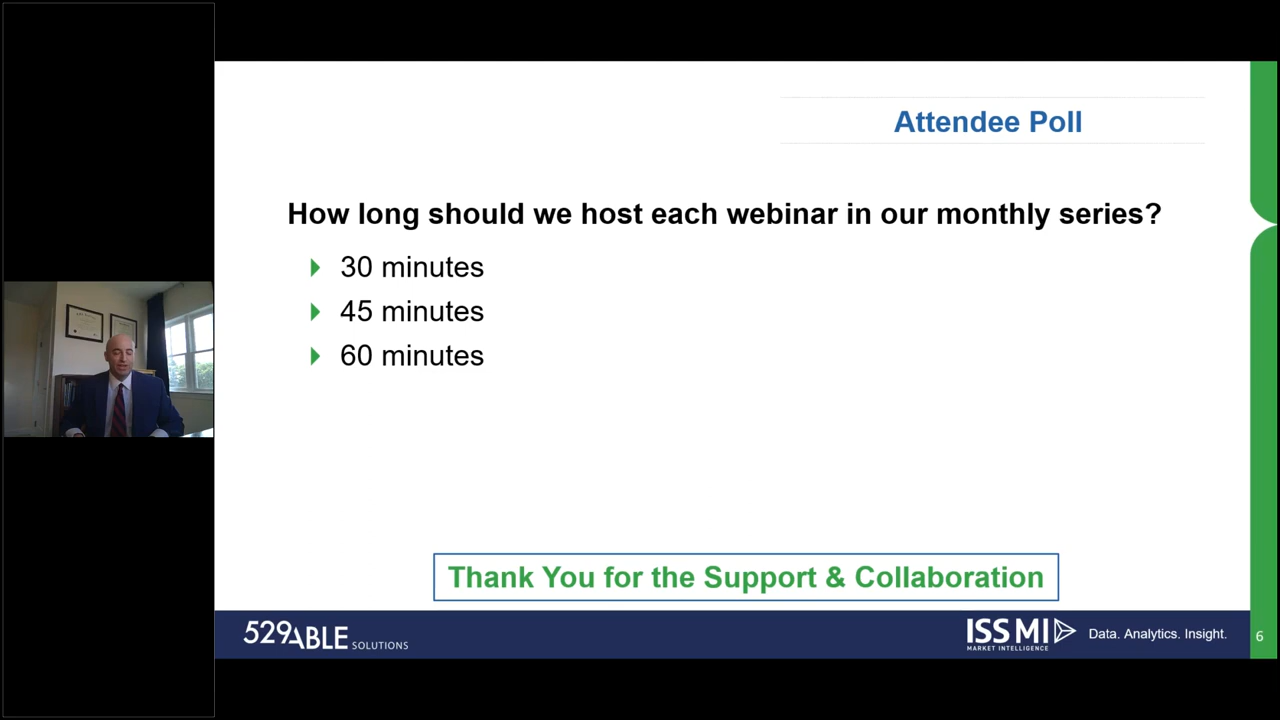 Attendee Poll
How long should we host each webinar in our monthly series?
30 minutes
45 minutes
60 minutes
Thank You for the Support & Collaboration
529ABLE SOLUTIONS
ISS MI
MARKET INTELLIGENCE
Data. Analytics. Insight.
6